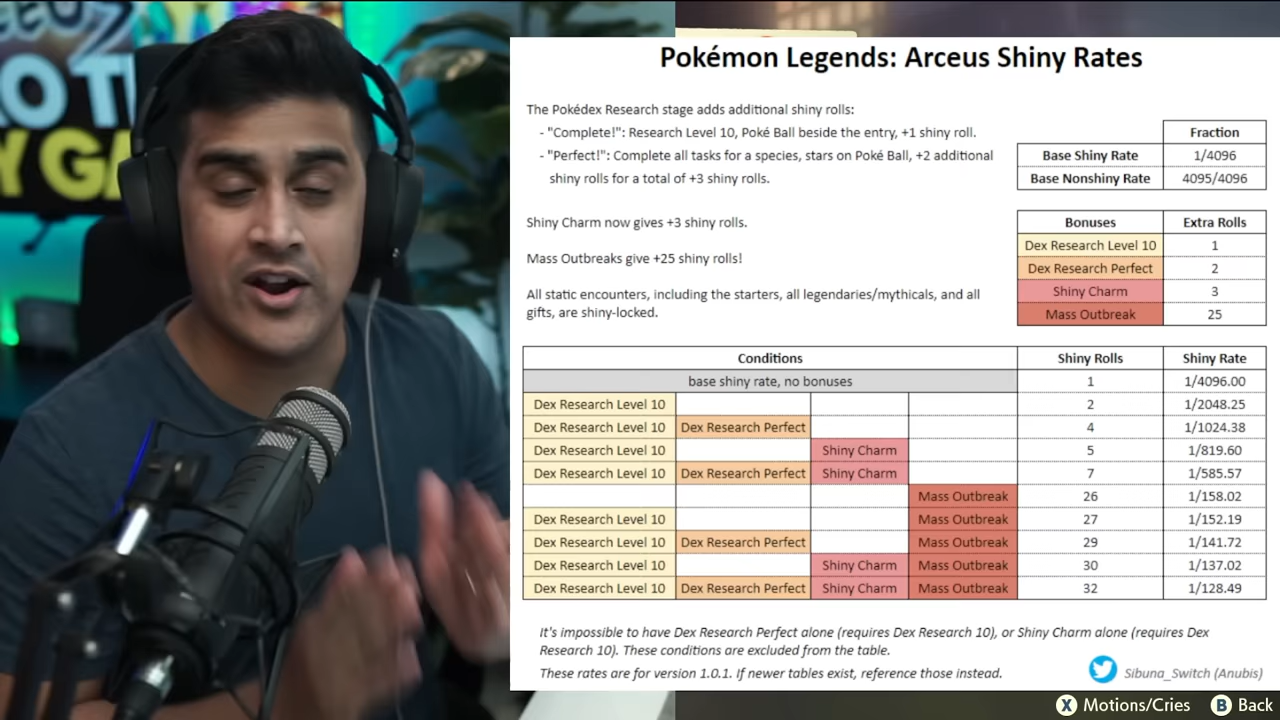 O T
Y GA
Pokémon Legends: Arceus Shiny Rates
The Pokédex Research stage adds additional shiny rolls:
- "Complete!": Research Level 10, Poké Ball beside the entry, +1 shiny roll.
- "Perfect!": Complete all tasks for a species, stars on Poké Ball, +2 additional
shiny rolls for a total of +3 shiny rolls.
Fraction
Base Shiny Rate 1/4096
Base Nonshiny Rate 4095/4096
Shiny Charm now gives +3 shiny rolls.
Mass Outbreaks give +25 shiny rolls!
All static encounters, including the starters, all legendaries/mythicals, and all
gifts, are shiny-locked.
Bonuses Extra Rolls
Dex Research Level 10 1
Dex Research Perfect 2
Shiny Charm 3
Mass Outbreak 25
Conditions Shiny Rolls Shiny Rate
base shiny rate, no bonuses 1 1/4096.00
Dex Research Level 10 2 1/2048.25
Dex Research Level 10 Dex Research Perfect 4 1/1024.38
Dex Research Level 10 Shiny Charm 5 1/819.60
Dex Research Level 10 Dex Research Perfect Shiny Charm 7 1/585.57
Mass Outbreak 26 1/158.02
Dex Research Level 10 Mass Outbreak 27 1/152.19
Dex Research Level 10 Dex Research Perfect Mass Outbreak 29 1/141.72
Dex Research Level 10 Shiny Charm Mass Outbreak 30 1/137.02
Dex Research Level 10 Dex Research Perfect Shiny Charm Mass Outbreak 32 1/128.49
It's impossible to have Dex Research Perfect alone (requires Dex Research 10), or Shiny Charm alone (requires Dex
Research 10). These conditions are excluded from the table.
These rates are for version 1.0.1. If newer tables exist, reference those instead.
Sibuna_Switch (Anubis)
X Motions/Cries B Back